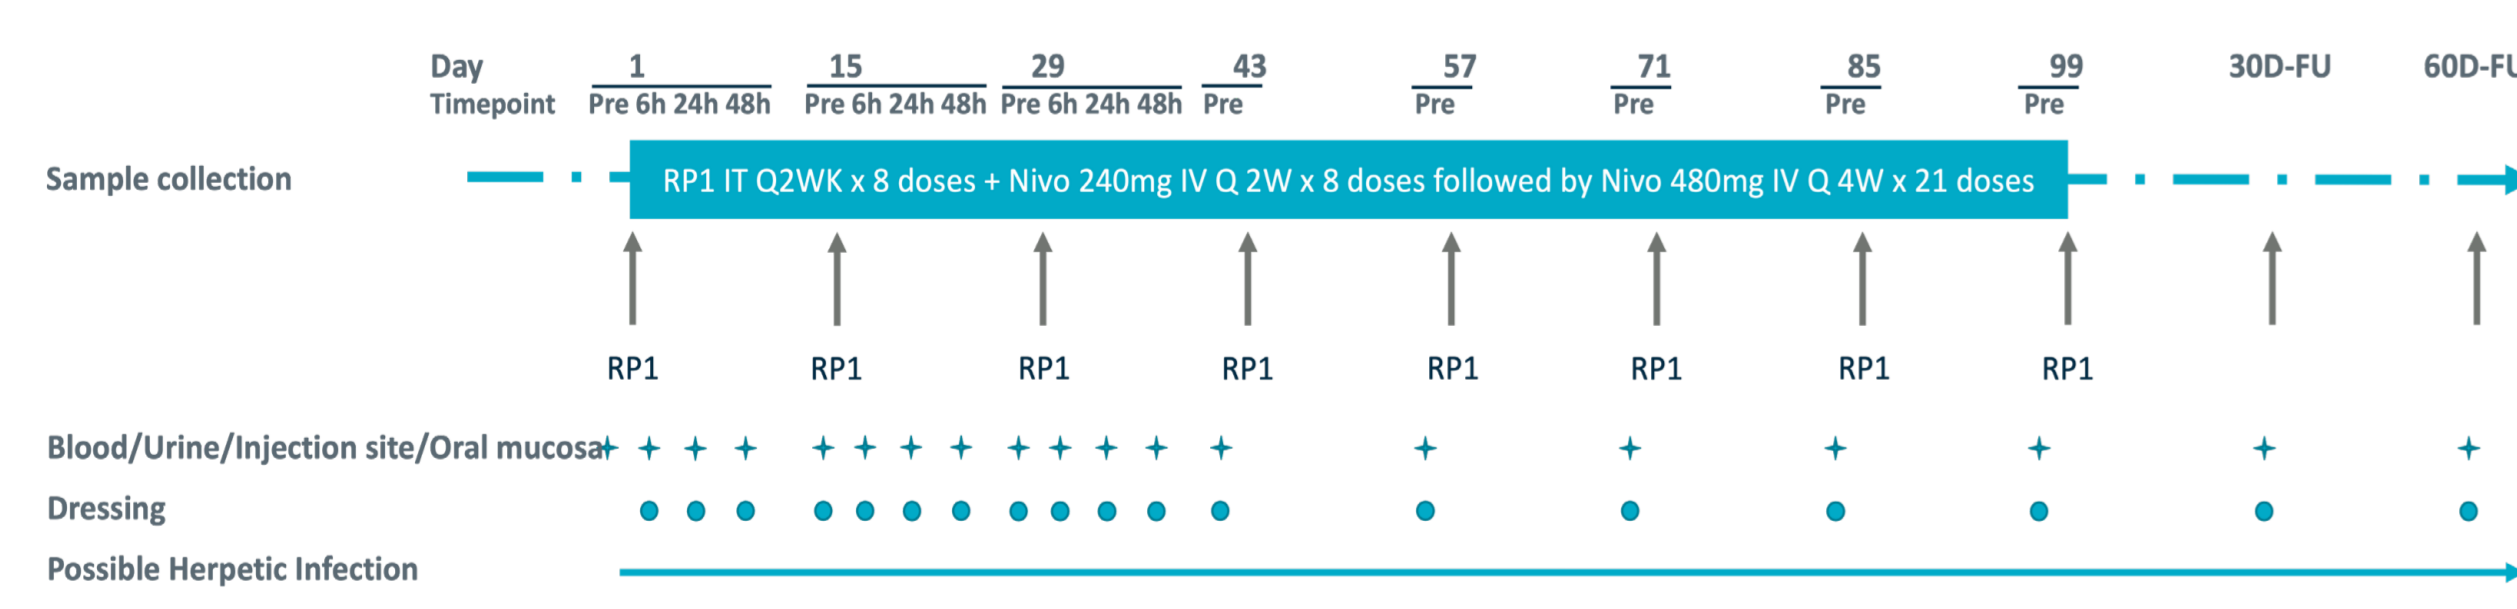 Day 1 15 29 43 57 71 85 99 30D-FU 60D-FU
Timepoint Pre 6h 24h 48h Pre 6h 24h 48h Pre 6h 24h 48h Pre Pre Pre Pre Pre
Sample collection RP1 IT Q2WK x 8 doses + Nivo 240mg IV Q 2W x 8 doses followed by Nivo 480mg IV Q 4W x 21 doses
RP1 RP1 RP1 RP1 RP1 RP1 RP1 RP1
Blood/Urine/Injection site/Oral mucosa
Dressing
Possible Herpetic Infection